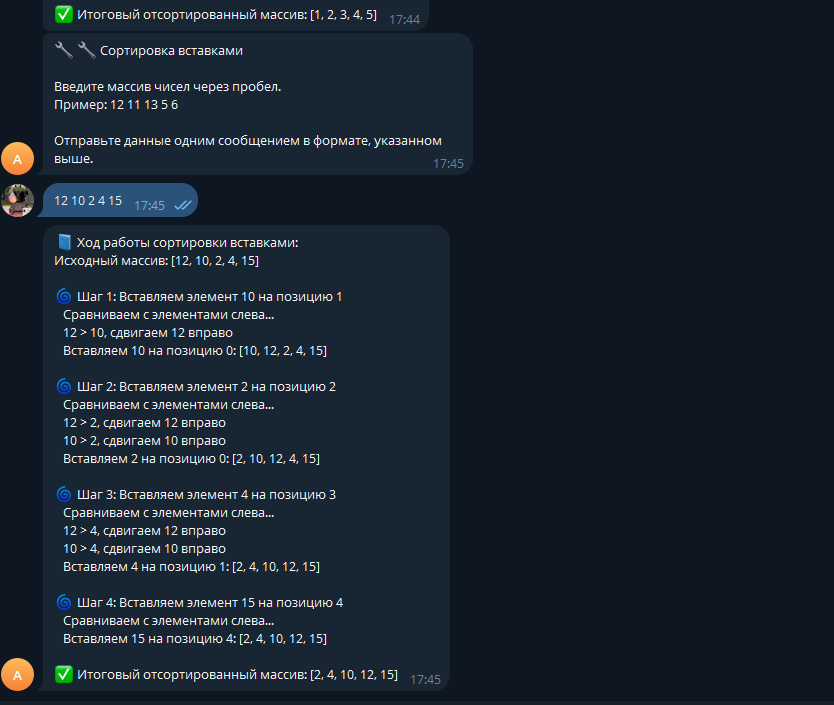 ✅ Итоговый отсортированный массив: [1, 2, 3, 4, 5] 17:44
🔧🔧 Сортировка вставками
Введите массив чисел через пробел.
Пример: 12 11 13 5 6
Отправьте данные одним сообщением в формате, указанном
выше.
17:45
A
12 10 2 4 15 17:45
📘 Ход работы сортировки вставками:
Исходный массив: [12, 10, 2, 4, 15]
🌀 Шаг 1: Вставляем элемент 10 на позицию 1
Сравниваем с элементами слева...
12 > 10, сдвигаем 12 вправо
Вставляем 10 на позицию 0: [10, 12, 2, 4, 15]
🌀 Шаг 2: Вставляем элемент 2 на позицию 2
Сравниваем с элементами слева...
12 > 2, сдвигаем 12 вправо
10 > 2, сдвигаем 10 вправо
Вставляем 2 на позицию 0: [2, 10, 12, 4, 15]
🌀 Шаг 3: Вставляем элемент 4 на позицию 3
Сравниваем с элементами слева...
12 > 4, сдвигаем 12 вправо
10 > 4, сдвигаем 10 вправо
Вставляем 4 на позицию 1: [2, 4, 10, 12, 15]
🌀 Шаг 4: Вставляем элемент 15 на позицию 4
Сравниваем с элементами слева...
Вставляем 15 на позицию 4: [2, 4, 10, 12, 15]
✅ Итоговый отсортированный массив: [2, 4, 10, 12, 15] 17:45
A